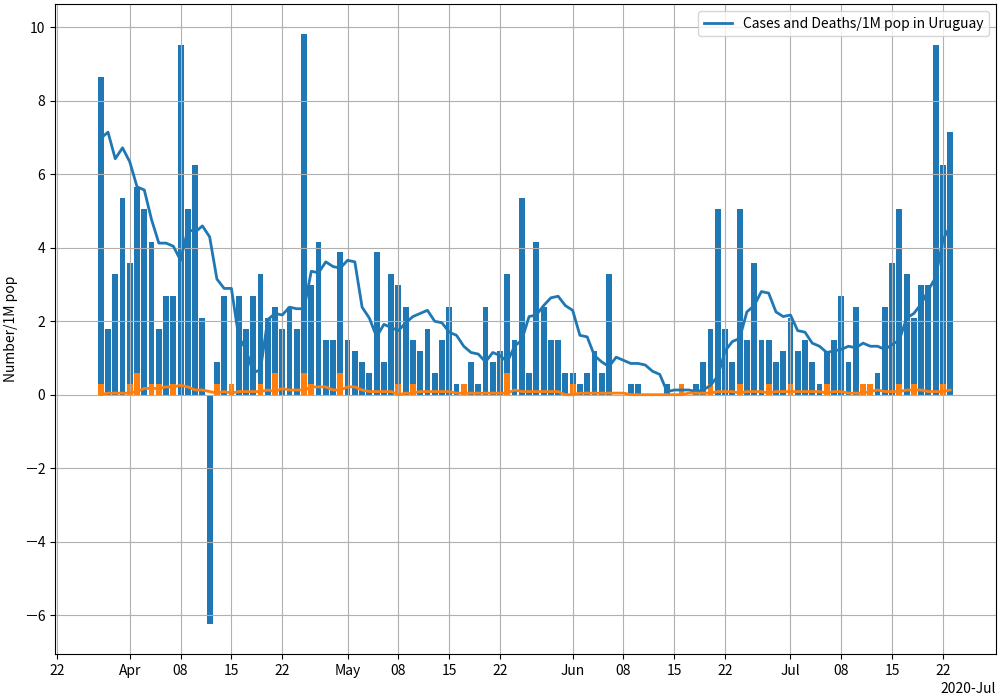 Cases and Deaths/1M pop in Uruguay
Number/1M pop
10
8
6
4
2
0
−2
−4
−6
22 Apr 08 15 22 May 08 15 22 Jun 08 15 22 Jul 08 15 22
2020-Jul